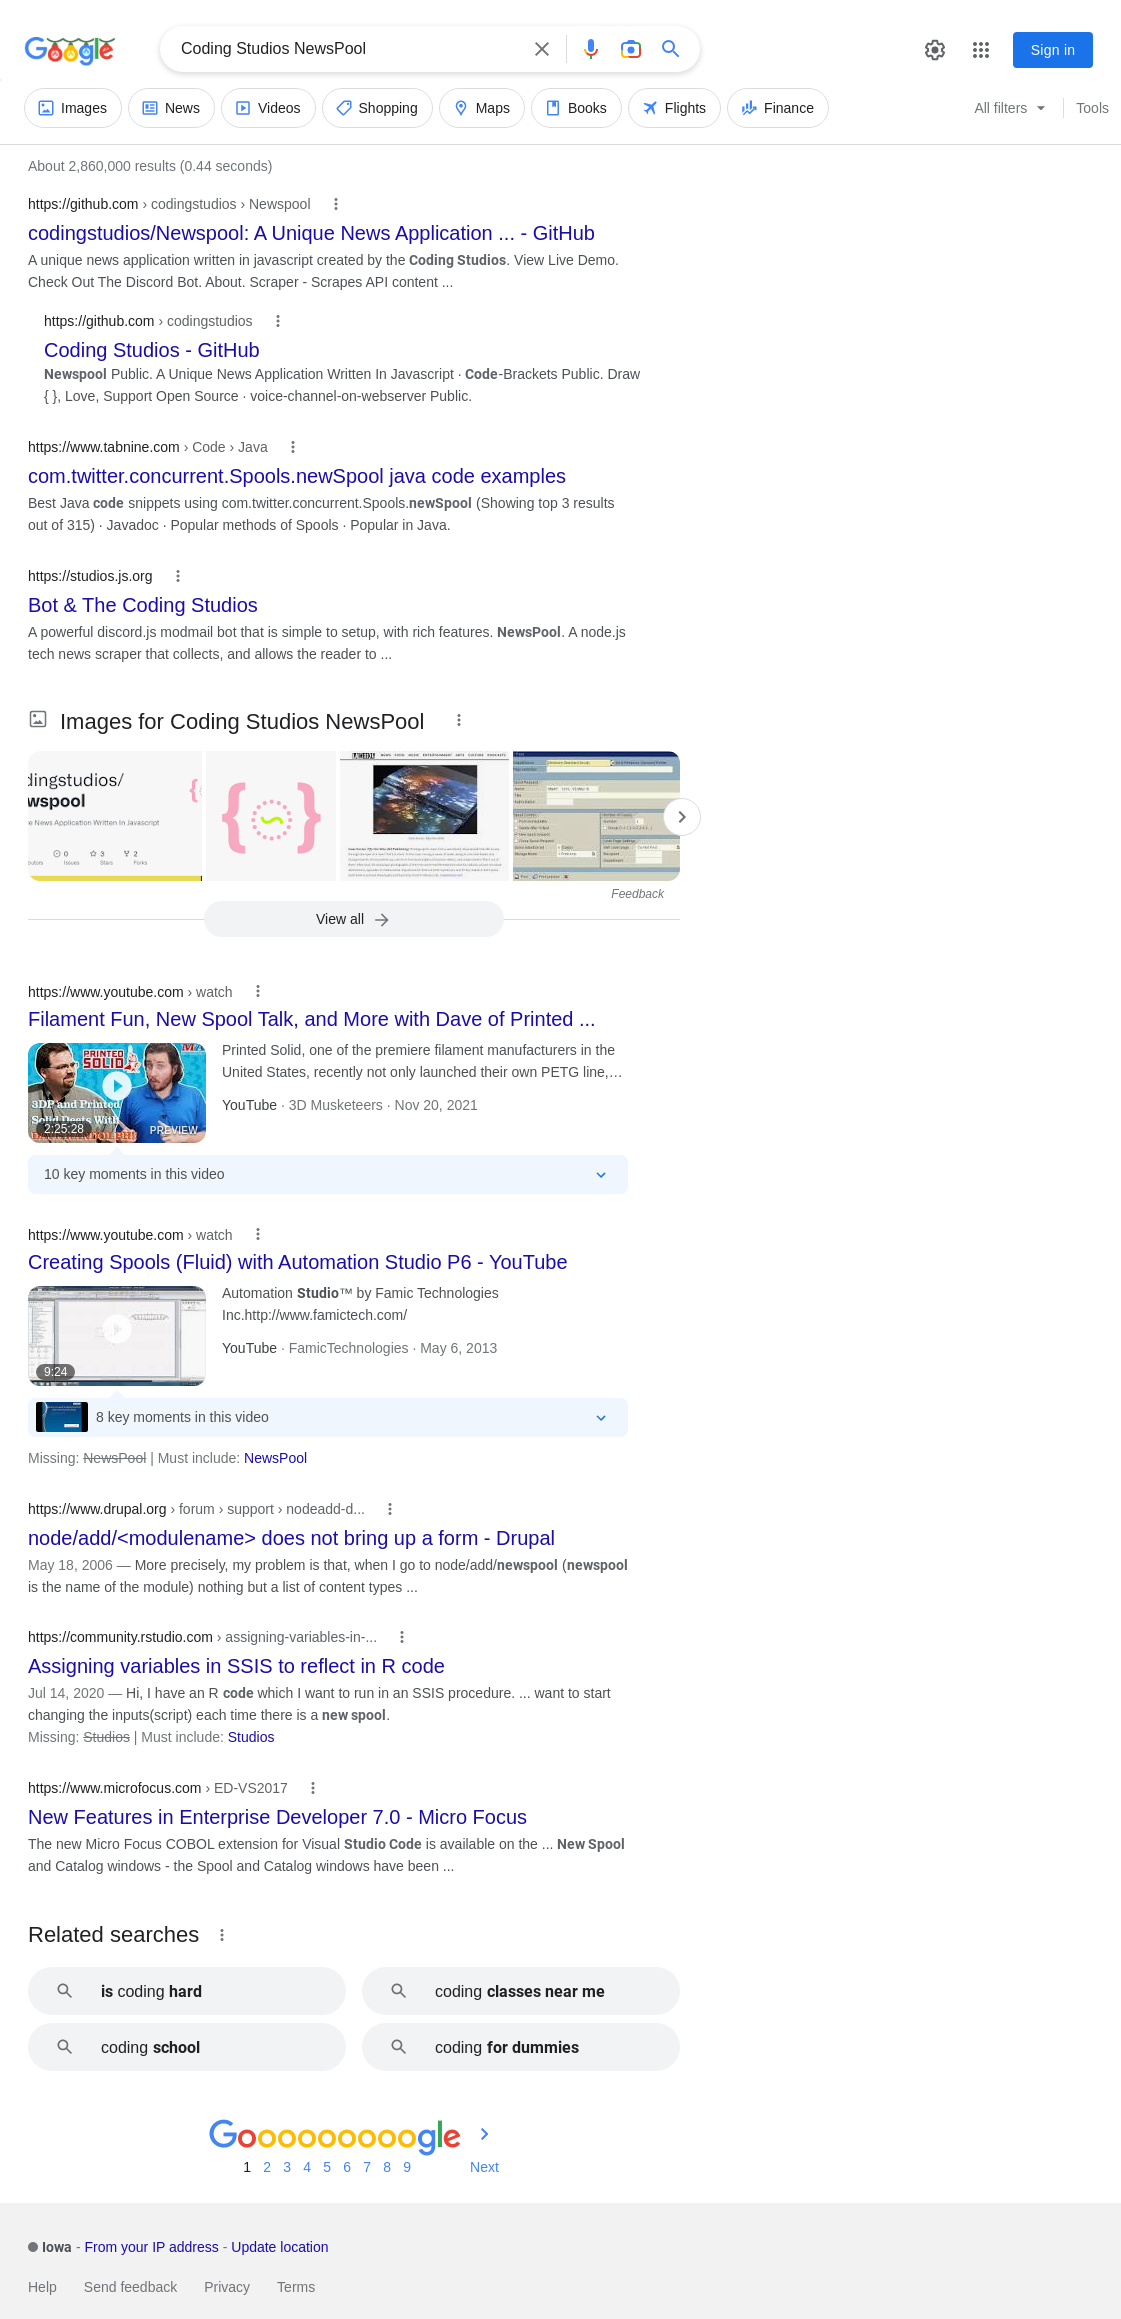 Google
Coding Studios NewsPool
Sign in
Images
News
Videos
Shopping
Maps
Books
Flights
Finance
All filters
Tools
About 2,860,000 results (0.44 seconds)
https://github.com › codingstudios › Newspool
codingstudios/Newspool: A Unique News Application ... - GitHub
A unique news application written in javascript created by the Coding Studios. View Live Demo.
Check Out The Discord Bot. About. Scraper - Scrapes API content ...
https://github.com › codingstudios
Coding Studios - GitHub
Newspool Public. A Unique News Application Written In Javascript · Code-Brackets Public. Draw
{ }, Love, Support Open Source · voice-channel-on-webserver Public.
https://www.tabnine.com › Code › Java
com.twitter.concurrent.Spools.newSpool java code examples
Best Java code snippets using com.twitter.concurrent.Spools.newSpool (Showing top 3 results
out of 315) · Javadoc · Popular methods of Spools · Popular in Java.
https://studios.js.org
Bot & The Coding Studios
A powerful discord.js modmail bot that is simple to setup, with rich features. NewsPool. A node.js
tech news scraper that collects, and allows the reader to ...
Images for Coding Studios NewsPool
dingstudios/
wspool
e News Application Written In Javascript
0
3
2
utors
Issues
Stars
Forks
WEEKLY
Feedback
View all
https://www.youtube.com › watch
Filament Fun, New Spool Talk, and More with Dave of Printed ...
PRINTED
SOLID
3DP and Printed
Solid Deets With
2:25:28
PREVIEW
Printed Solid, one of the premiere filament manufacturers in the
United States, recently not only launched their own PETG line,…
YouTube · 3D Musketeers · Nov 20, 2021
10 key moments in this video
https://www.youtube.com › watch
Creating Spools (Fluid) with Automation Studio P6 - YouTube
9:24
Automation Studio™ by Famic Technologies
Inc.http://www.famictech.com/
YouTube · FamicTechnologies · May 6, 2013
8 key moments in this video
Missing: NewsPool | Must include: NewsPool
https://www.drupal.org › forum › support › nodeadd-d...
node/add/<modulename> does not bring up a form - Drupal
May 18, 2006 — More precisely, my problem is that, when I go to node/add/newspool (newspool
is the name of the module) nothing but a list of content types ...
https://community.rstudio.com › assigning-variables-in-...
Assigning variables in SSIS to reflect in R code
Jul 14, 2020 — Hi, I have an R code which I want to run in an SSIS procedure. ... want to start
changing the inputs(script) each time there is a new spool.
Missing: Studios | Must include: Studios
https://www.microfocus.com › ED-VS2017
New Features in Enterprise Developer 7.0 - Micro Focus
The new Micro Focus COBOL extension for Visual Studio Code is available on the ... New Spool
and Catalog windows - the Spool and Catalog windows have been ...
Related searches
is coding hard
coding classes near me
coding school
coding for dummies
Goooooooooogle
1 2 3 4 5 6 7 8 9 Next
Iowa - From your IP address - Update location
Help
Send feedback
Privacy
Terms